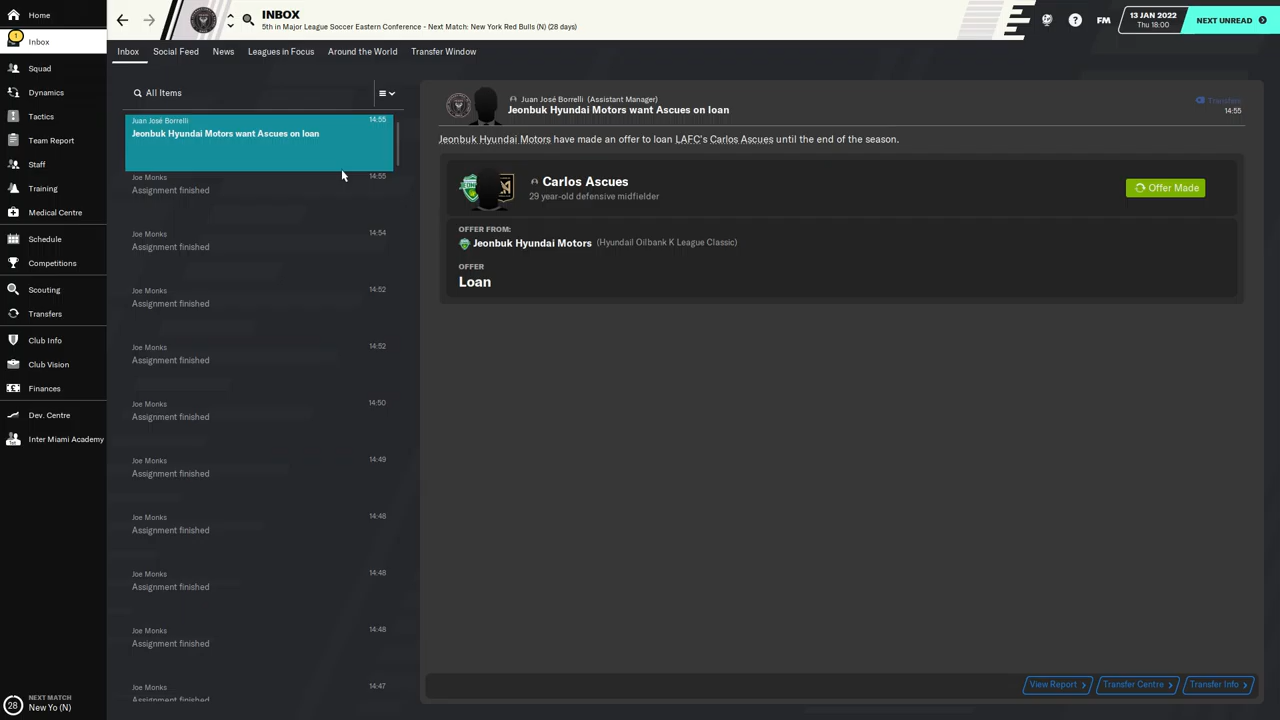 Home
1
Inbox
Squad
Dynamics
Tactics
Team Report
Staff
Training
Medical Centre
Schedule
Competitions
Scouting
Transfers
Club Info
Club Vision
Finances
Dev. Centre
Inter Miami Academy
28
NEXT MATCH
New Yo (N)
INBOX
5th in Major League Soccer Eastern Conference - Next Match: New York Red Bulls (N) (28 days)
?
FM
13 JAN 2022
Thu 18:00
NEXT UNREAD
Inbox
Social Feed
News
Leagues in Focus
Around the World
Transfer Window
All Items
Juan José Borrelli
14:55
Jeonbuk Hyundai Motors want Ascues on loan
Joe Monks
14:55
Assignment finished
Joe Monks
14:54
Assignment finished
Joe Monks
14:52
Assignment finished
Joe Monks
14:52
Assignment finished
Joe Monks
14:50
Assignment finished
Joe Monks
14:49
Assignment finished
Joe Monks
14:48
Assignment finished
Joe Monks
14:48
Assignment finished
Joe Monks
14:48
Assignment finished
Joe Monks
14:47
Assignment finished
Juan José Borrelli (Assistant Manager)
Jeonbuk Hyundai Motors want Ascues on loan
Transfers
14:55
Jeonbuk Hyundai Motors have made an offer to loan LAFC's Carlos Ascues until the end of the season.
Carlos Ascues
29 year-old defensive midfielder
Offer Made
OFFER FROM:
Jeonbuk Hyundai Motors (Hyundail Oilbank K League Classic)
OFFER
Loan
View Report
Transfer Centre
Transfer Info